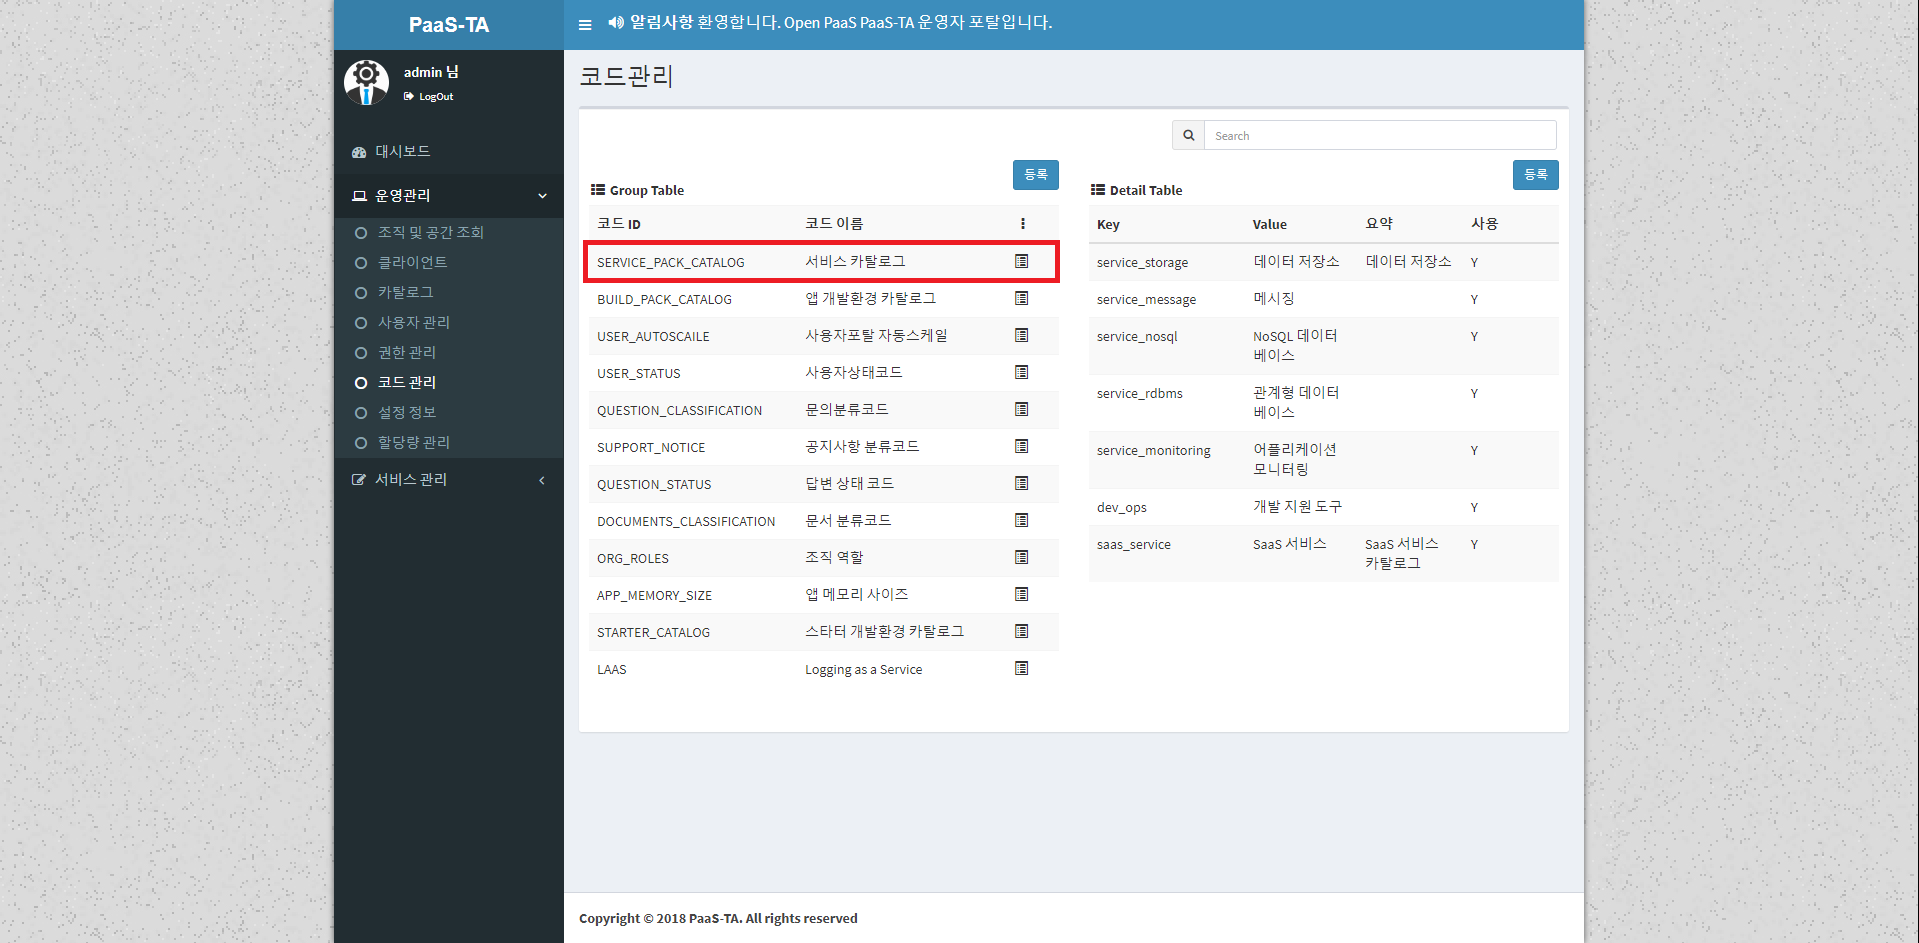 PaaS-TA
알림사항 환영합니다. Open PaaS PaaS-TA 운영자 포탈입니다.
admin 님
LogOut
대시보드
운영관리
조직 및 공간 조회
클라이언트
카탈로그
사용자 관리
권한 관리
코드 관리
설정 정보
할당량 관리
서비스 관리
코드관리
Search
Group Table
등록
코드 ID 코드 이름
SERVICE_PACK_CATALOG 서비스 카탈로그
BUILD_PACK_CATALOG 앱 개발환경 카탈로그
USER_AUTOSCAILE 사용자포탈 자동스케일
USER_STATUS 사용자상태코드
QUESTION_CLASSIFICATION 문의분류코드
SUPPORT_NOTICE 공지사항 분류코드
QUESTION_STATUS 답변 상태 코드
DOCUMENTS_CLASSIFICATION 문서 분류코드
ORG_ROLES 조직 역할
APP_MEMORY_SIZE 앱 메모리 사이즈
STARTER_CATALOG 스타터 개발환경 카탈로그
LAAS Logging as a Service
Detail Table
등록
Key Value 요약 사용
service_storage 데이터 저장소 데이터 저장소 Y
service_message 메시징 Y
service_nosql NoSQL 데이터 Y
베이스
service_rdbms 관계형 데이터 Y
베이스
service_monitoring 어플리케이션 Y
모니터링
dev_ops 개발 지원 도구 Y
saas_service SaaS 서비스 SaaS 서비스 Y
카탈로그
Copyright © 2018 PaaS-TA. All rights reserved